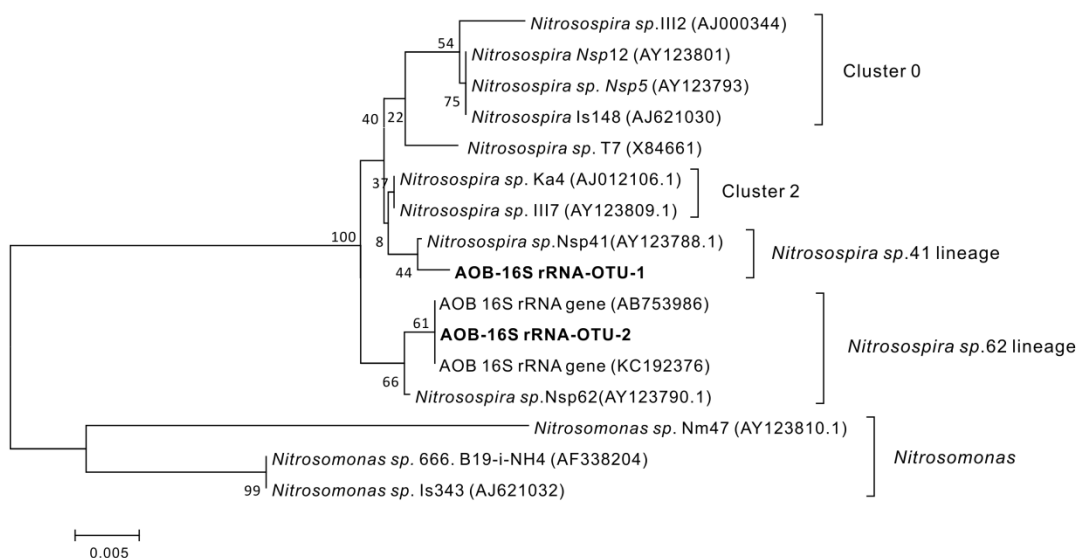 Nitrosospira sp.III2 (AJ000344)
54
Nitrosospira Nsp12 (AY123801)
Cluster 0
Nitrosospira sp. Nsp5 (AY123793)
75
Nitrosospira Is148 (AJ621030)
40
22
Nitrosospira sp. T7 (X84661)
Nitrosospira sp. Ka4 (AJ012106.1)
37
Cluster 2
Nitrosospira sp. III7 (AY123809.1)
100
8
Nitrosospira sp.Nsp41(AY123788.1)
Nitrosospira sp.41 lineage
44
AOB-16S rRNA-OTU-1
AOB 16S rRNA gene (AB753986)
61
AOB-16S rRNA-OTU-2
Nitrosospira sp.62 lineage
AOB 16S rRNA gene (KC192376)
66
Nitrosospira sp.Nsp62(AY123790.1)
Nitrosomonas sp. Nm47 (AY123810.1)
Nitrosomonas sp. 666. B19-i-NH4 (AF338204)
Nitrosomonas
99
Nitrosomonas sp. Is343 (AJ621032)
0.005